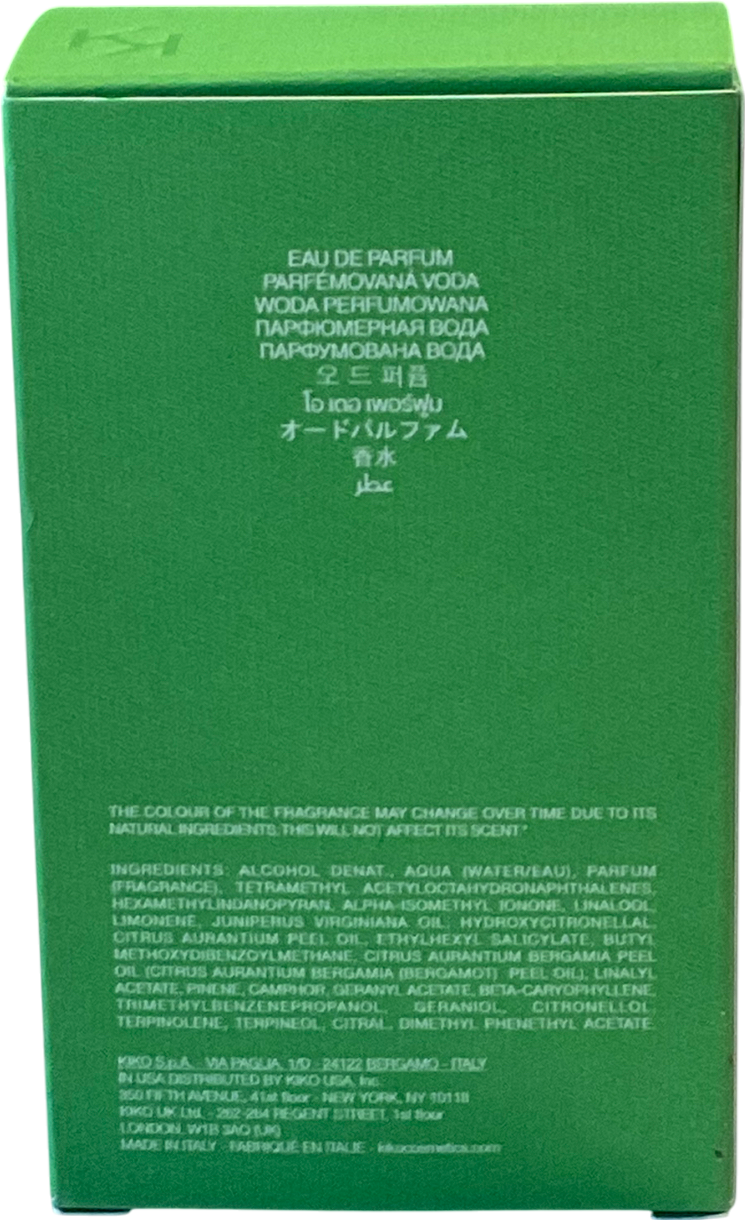 EAU DE PARFUM
PARFÉMOVANÁ VODA
WODA PERFUMOWANA
ПАРФЮМЕРНАЯ ВОДА
ПАРФУМОВАНА ВОДА
오 드 퍼퓸
โอ เดอ เพอร์ฟูม
オードパルファム
香水
عطر
THE COLOUR OF THE FRAGRANCE MAY CHANGE OVER TIME DUE TO ITS
NATURAL INGREDIENTS. THIS WILL NOT AFFECT ITS SCENT.*
INGREDIENTS: ALCOHOL DENAT., AQUA (WATER/EAU), PARFUM
(FRAGRANCE), TETRAMETHYL ACETYLOCTAHYDRONAPHTHALENES,
HEXAMETHYLINDANOPYRAN, ALPHA-ISOMETHYL IONONE, LINALOOL,
LIMONENE, JUNIPERUS VIRGINIANA OIL, HYDROXYCITRONELLAL,
CITRUS AURANTIUM PEEL OIL, ETHYLHEXYL SALICYLATE, BUTYL
METHOXYDIBENZOYLMETHANE, CITRUS AURANTIUM BERGAMIA PEEL
OIL (CITRUS AURANTIUM BERGAMIA (BERGAMOT) PEEL OIL), LINALYL
ACETATE, PINENE, CAMPHOR, GERANYL ACETATE, BETA-CARYOPHYLLENE,
TRIMETHYLBENZENEPROPANOL, GERANIOL, CITRONELLOL,
TERPINOLENE, TERPINEOL, CITRAL, DIMETHYL PHENETHYL ACETATE.
KIKO S.p.A. - VIA PAGLIA, 1/D - 24122 BERGAMO - ITALY
IN USA DISTRIBUTED BY KIKO USA, Inc.
350 FIFTH AVENUE, 41st floor - NEW YORK, NY 10118
KIKO UK Ltd. - 262-264 REGENT STREET, 1st floor
LONDON, W1B 3AQ (UK)
MADE IN ITALY - FABRIQUÉ EN ITALIE - kikocosmetics.com